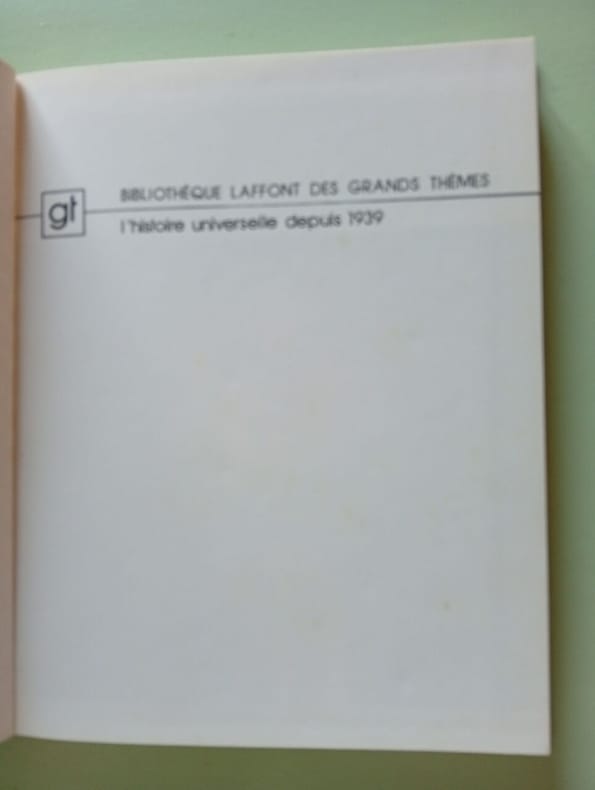 BIBLIOTHÈQUE LAFFONT DES GRANDS THÈMES
gt
l'histoire universelle depuis 1939